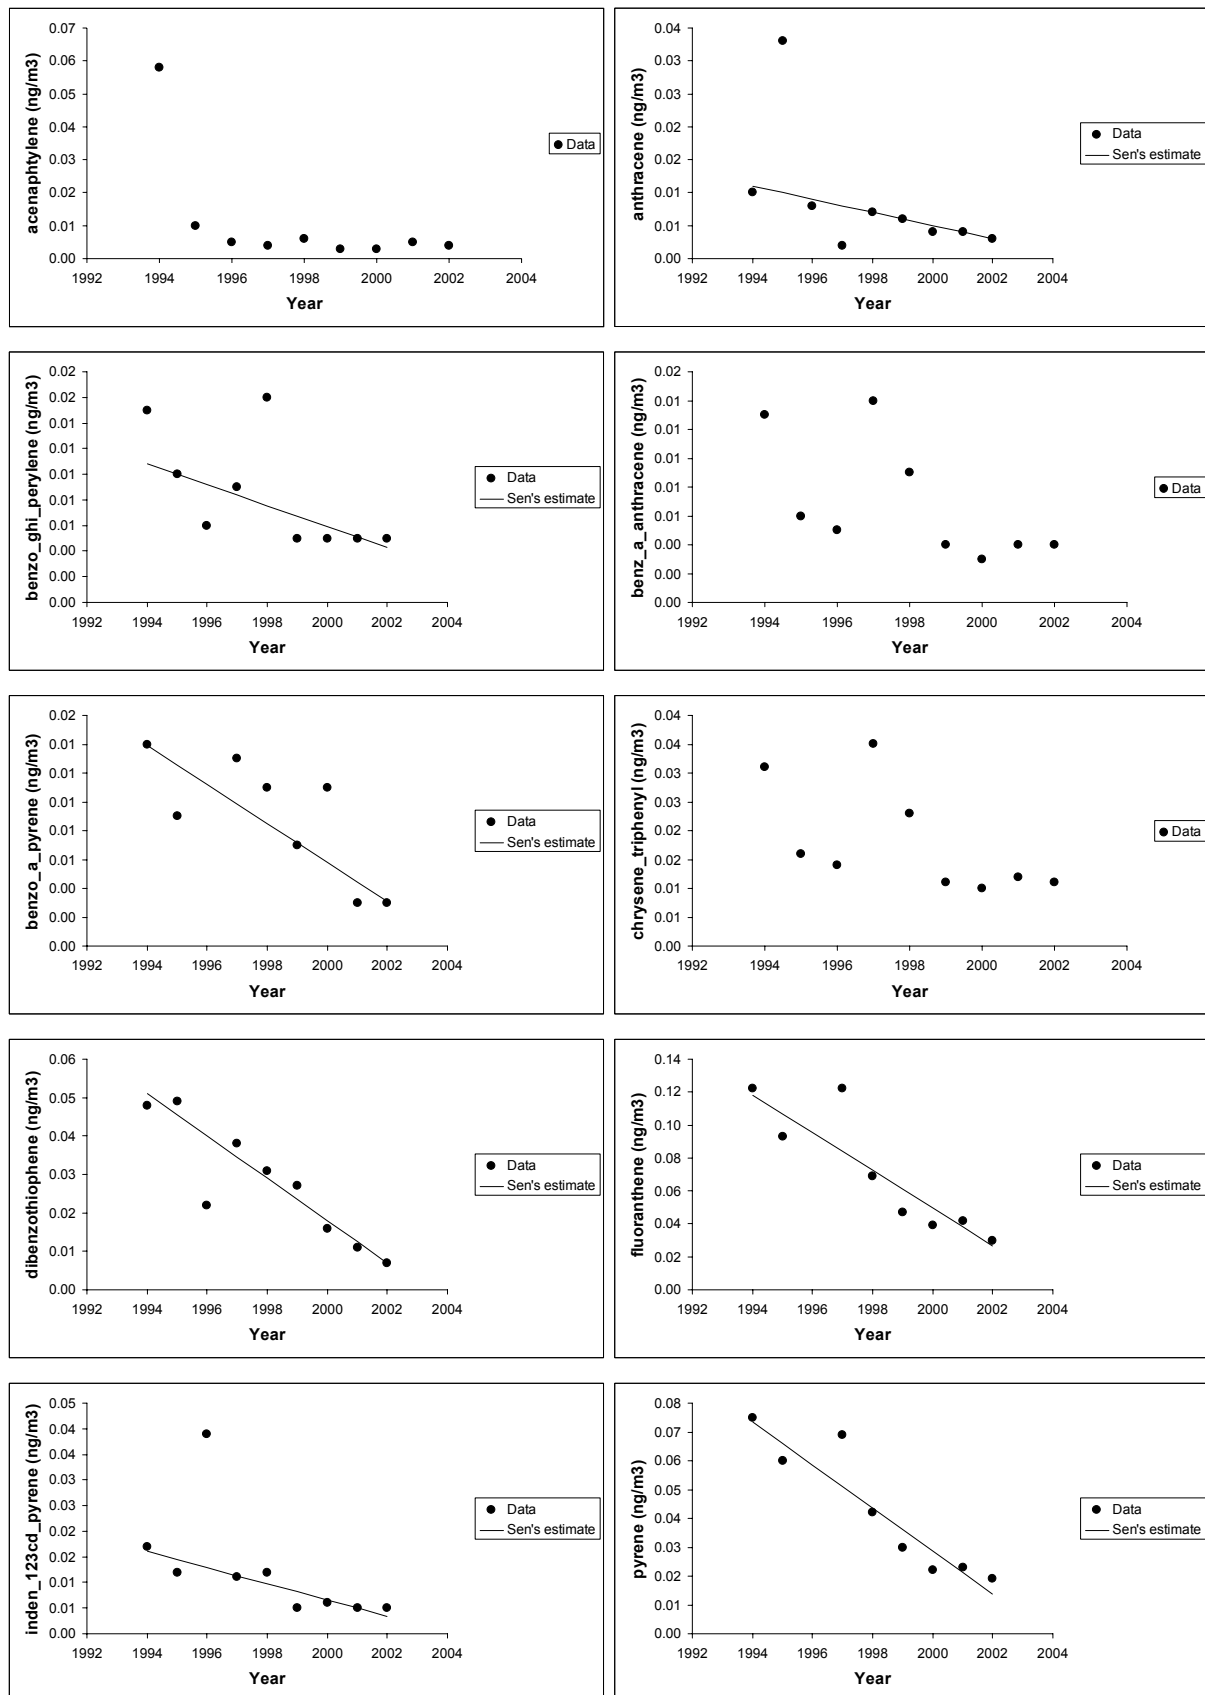 acenaphtylene (ng/m3)
0.07
0.06
0.05
0.04
0.03
0.02
0.01
0.00
1992 1994 1996 1998 2000 2002 2004
Year
Data
anthracene (ng/m3)
0.04
0.03
0.03
0.02
0.02
0.01
0.01
0.00
1992 1994 1996 1998 2000 2002 2004
Year
Data
Sen's estimate
benzo_ghi_perylene (ng/m3)
0.02
0.02
0.01
0.01
0.01
0.01
0.01
0.00
0.00
0.00
1992 1994 1996 1998 2000 2002 2004
Year
Data
Sen's estimate
benz_a_anthracene (ng/m3)
0.02
0.01
0.01
0.01
0.01
0.01
0.00
0.00
0.00
1992 1994 1996 1998 2000 2002 2004
Year
Data
benzo_a_pyrene (ng/m3)
0.02
0.01
0.01
0.01
0.01
0.01
0.00
0.00
0.00
1992 1994 1996 1998 2000 2002 2004
Year
Data
Sen's estimate
chrysene_triphenyl (ng/m3)
0.04
0.04
0.03
0.03
0.02
0.02
0.01
0.01
0.00
1992 1994 1996 1998 2000 2002 2004
Year
Data
dibenzothiophene (ng/m3)
0.06
0.05
0.04
0.03
0.02
0.01
0.00
1992 1994 1996 1998 2000 2002 2004
Year
Data
Sen's estimate
fluoranthene (ng/m3)
0.14
0.12
0.10
0.08
0.06
0.04
0.02
0.00
1992 1994 1996 1998 2000 2002 2004
Year
Data
Sen's estimate
inden_123cd_pyrene (ng/m3)
0.05
0.04
0.04
0.03
0.03
0.02
0.02
0.01
0.01
0.00
1992 1994 1996 1998 2000 2002 2004
Year
Data
Sen's estimate
pyrene (ng/m3)
0.08
0.07
0.06
0.05
0.04
0.03
0.02
0.01
0.00
1992 1994 1996 1998 2000 2002 2004
Year
Data
Sen's estimate